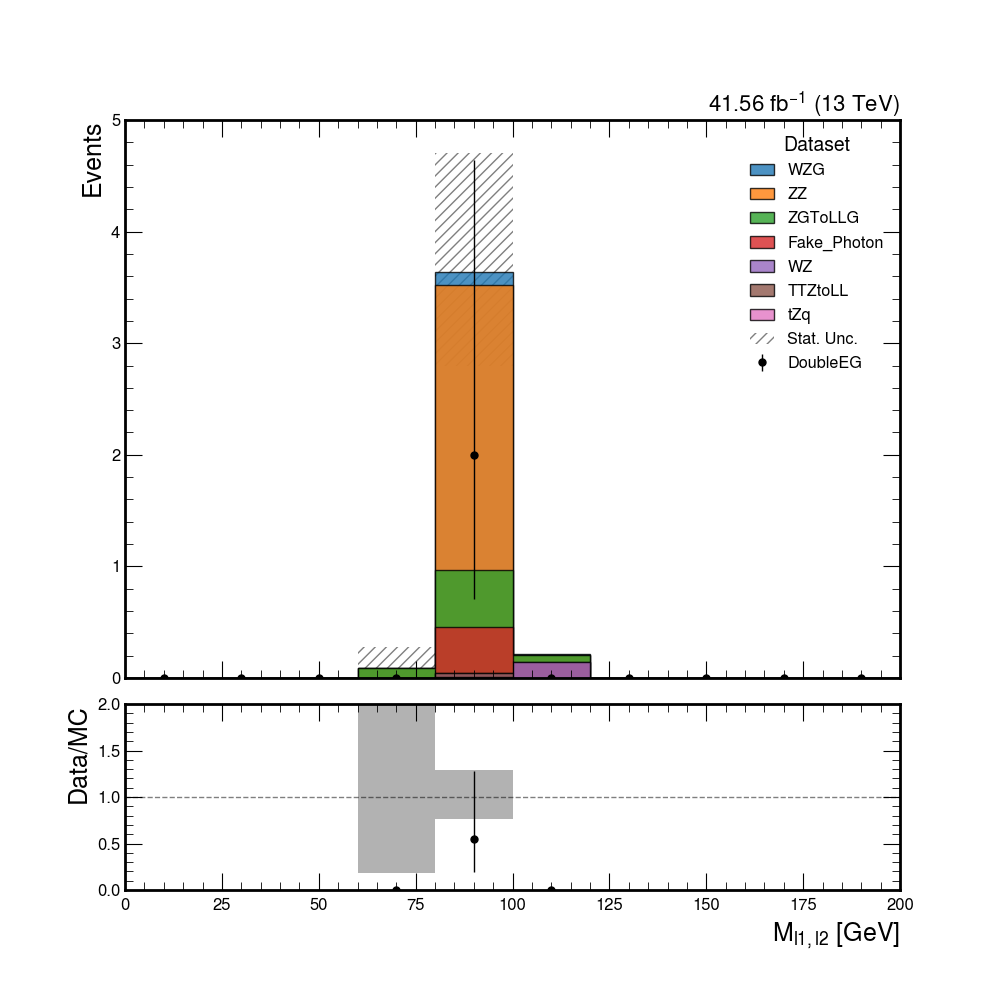 41.56 fb⁻¹ (13 TeV)
Events
5
4
3
2
1
0
Dataset
WZG
ZZ
ZGToLLG
Fake_Photon
WZ
TTZtoLL
tZq
Stat. Unc.
DoubleEG
Data/MC
2.0
1.5
1.0
0.5
0.0
0 25 50 75 100 125 150 175 200
M_{l1, l2} [GeV]